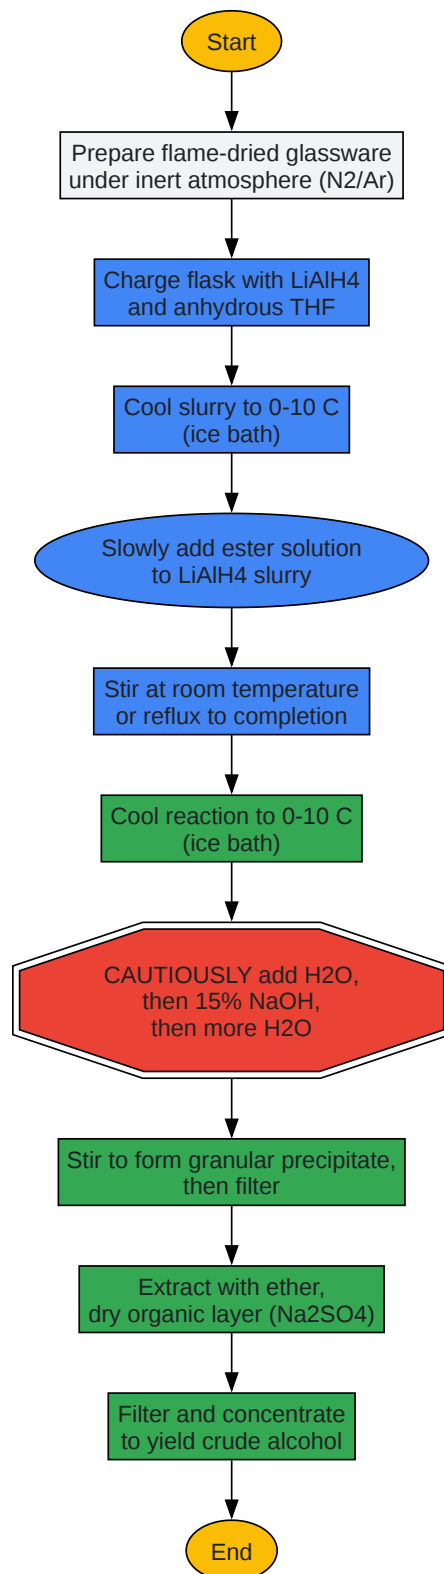 Start
Prepare flame-dried glassware
under inert atmosphere (N2/Ar)
Charge flask with LiAlH4
and anhydrous THF
Cool slurry to 0-10 C
(ice bath)
Slowly add ester solution
to LiAlH4 slurry
Stir at room temperature
or reflux to completion
Cool reaction to 0-10 C
(ice bath)
CAUTIOUSLY add H2O,
then 15% NaOH,
then more H2O
Stir to form granular precipitate,
then filter
Extract with ether,
dry organic layer (Na2SO4)
Filter and concentrate
to yield crude alcohol
End